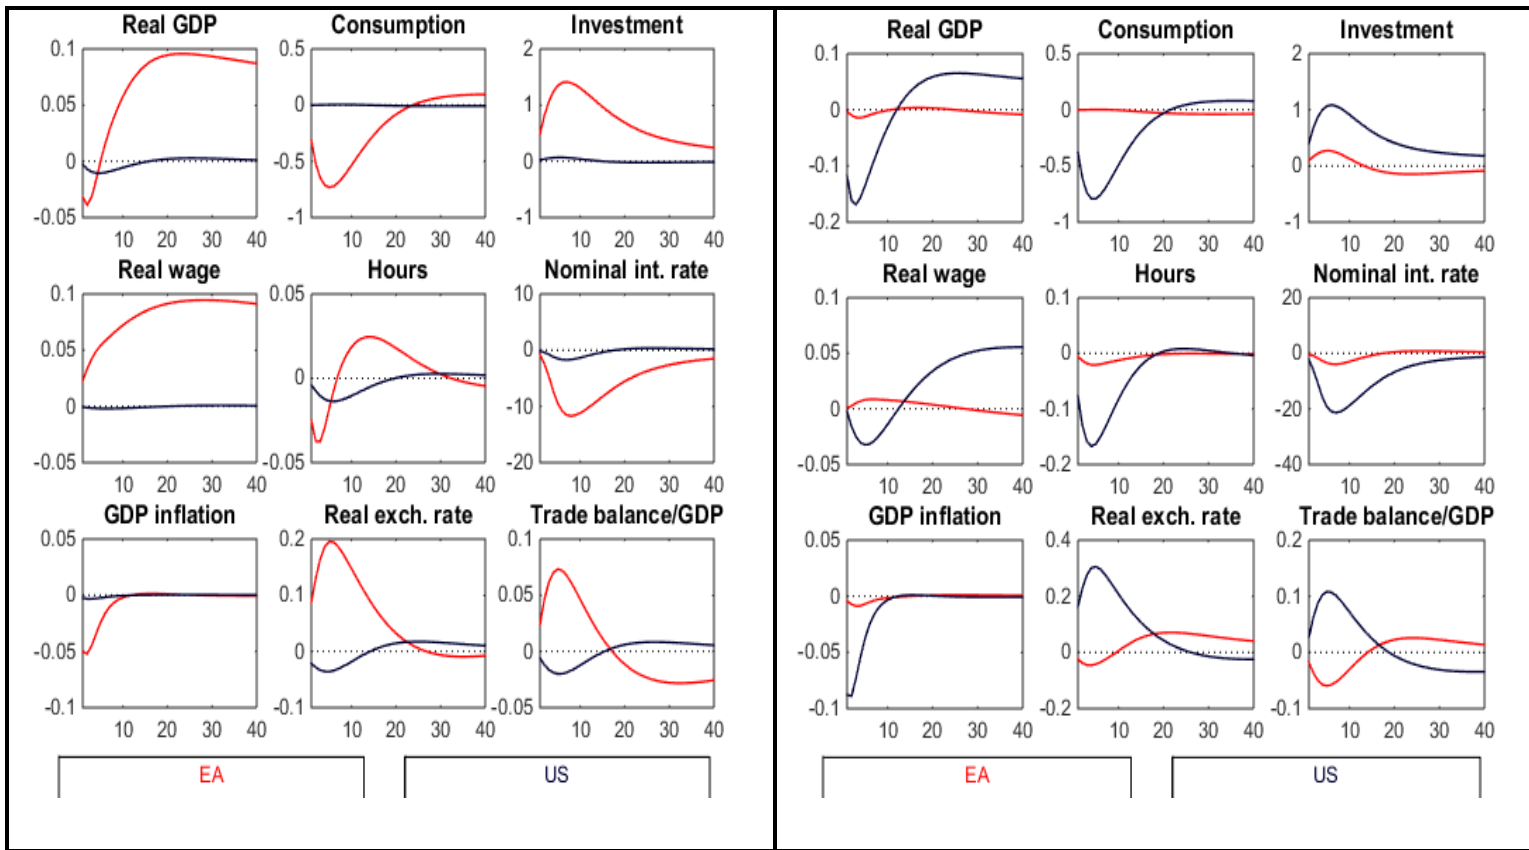 Real GDP Consumption Investment
0.1 0.5 2
0.05 0 1
0 -0.5 0
-0.05 -1 -1
10 20 30 40 10 20 30 40 10 20 30 40
Real wage Hours Nominal int. rate
0.1 0.05 10
0.05 0 0
0 -10
-0.05 -0.05 -20
10 20 30 40 10 20 30 40 10 20 30 40
GDP inflation Real exch. rate Trade balance/GDP
0.05 0.2 0.1
0 0.1 0.05
-0.05 0 0
-0.1 -0.1 -0.05
10 20 30 40 10 20 30 40 10 20 30 40
EA US
Real GDP Consumption Investment
0.1 0.5 2
0 0 1
-0.1 -0.5 0
-0.2 -1 -1
10 20 30 40 10 20 30 40 10 20 30 40
Real wage Hours Nominal int. rate
0.1 0.1 20
0.05 0 0
0 -0.1 -20
-0.05 -0.2 -40
10 20 30 40 10 20 30 40 10 20 30 40
GDP inflation Real exch. rate Trade balance/GDP
0.05 0.4 0.2
0 0.2 0.1
-0.05 0 0
-0.1 -0.2 -0.1
10 20 30 40 10 20 30 40 10 20 30 40
EA US